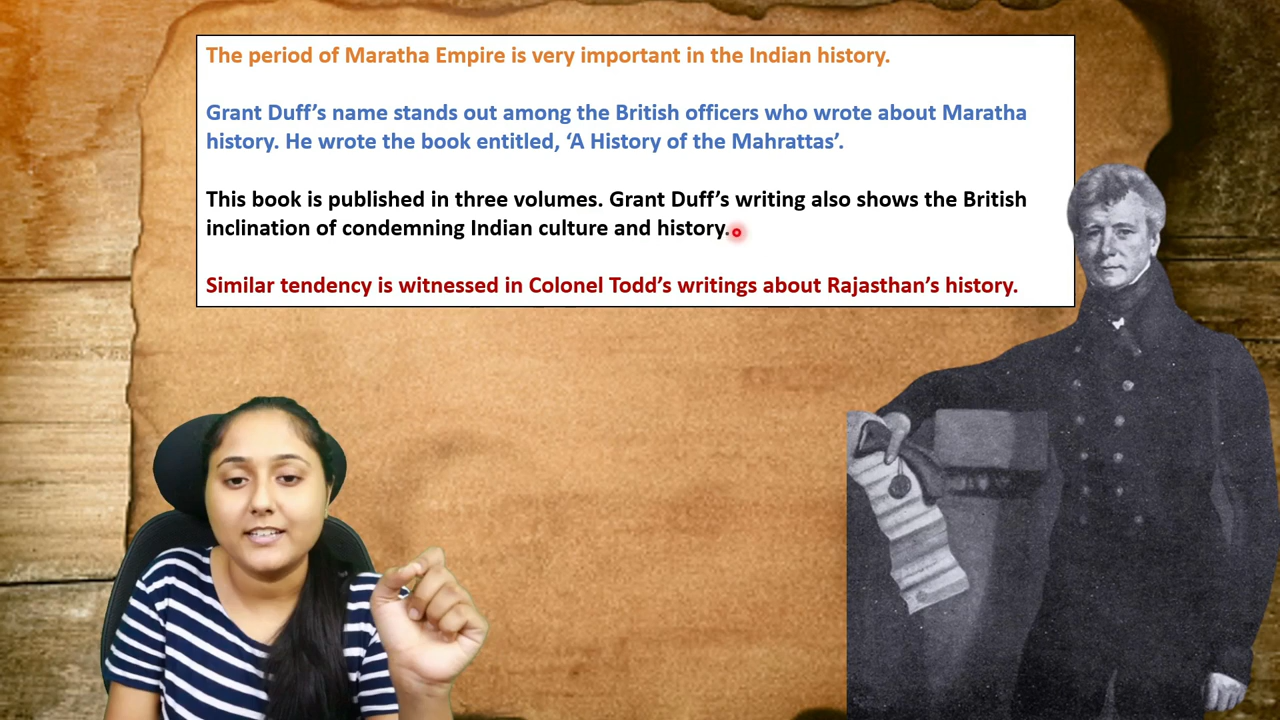 The period of Maratha Empire is very important in the Indian history.
Grant Duff’s name stands out among the British officers who wrote about Maratha
history. He wrote the book entitled, ‘A History of the Mahrattas’.
This book is published in three volumes. Grant Duff’s writing also shows the British
inclination of condemning Indian culture and history.
Similar tendency is witnessed in Colonel Todd’s writings about Rajasthan’s history.